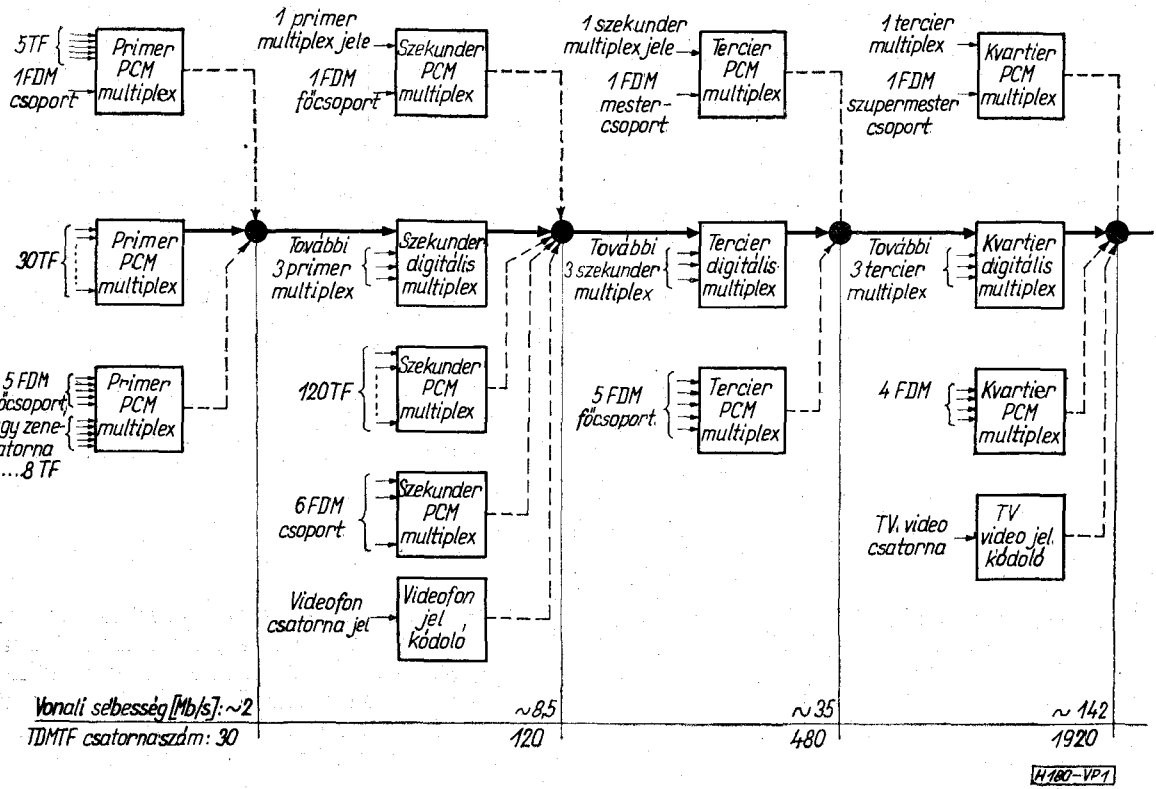 5TF
1FDM
csoport
Primer
PCM
multiplex
1 primer
multiplex jele
1FDM
főcsoport
Szekunder
PCM
multiplex
1 szekunder
multiplex jele
1 FDM
mester-
csoport
Tercier
PCM
multiplex
1 tercier
multiplex
1FDM
szupermester
csoport
Kvartier
PCM
multiplex
30TF
Primer
PCM
multiplex
További
3 primer
multiplex
Szekunder
digitális
multiplex
További
3 szekunder
multiplex
Tercier
digitális
multiplex
További
3 tercier
multiplex
Kvartier
digitális
multiplex
5 FDM
őcsoport
gy zene-
atorna
....8 TF
Primer
PCM
multiplex
120TF
Szekunder
PCM
multiplex
5 FDM
főcsoport
Tercier
PCM
multiplex
4 FDM
Kvartier
PCM
multiplex
6 FDM
csoport
Szekunder
PCM
multiplex
TV. video
csatorna
TV
video jel
kódoló
Videofon
csatorna jel
Videofon
jel
kódoló
Vonali sebesség [Mb/s]: ~2 ~8,5 ~35 ~142
TDMTF csatornaszám: 30 120 480 1920
H180-VP1